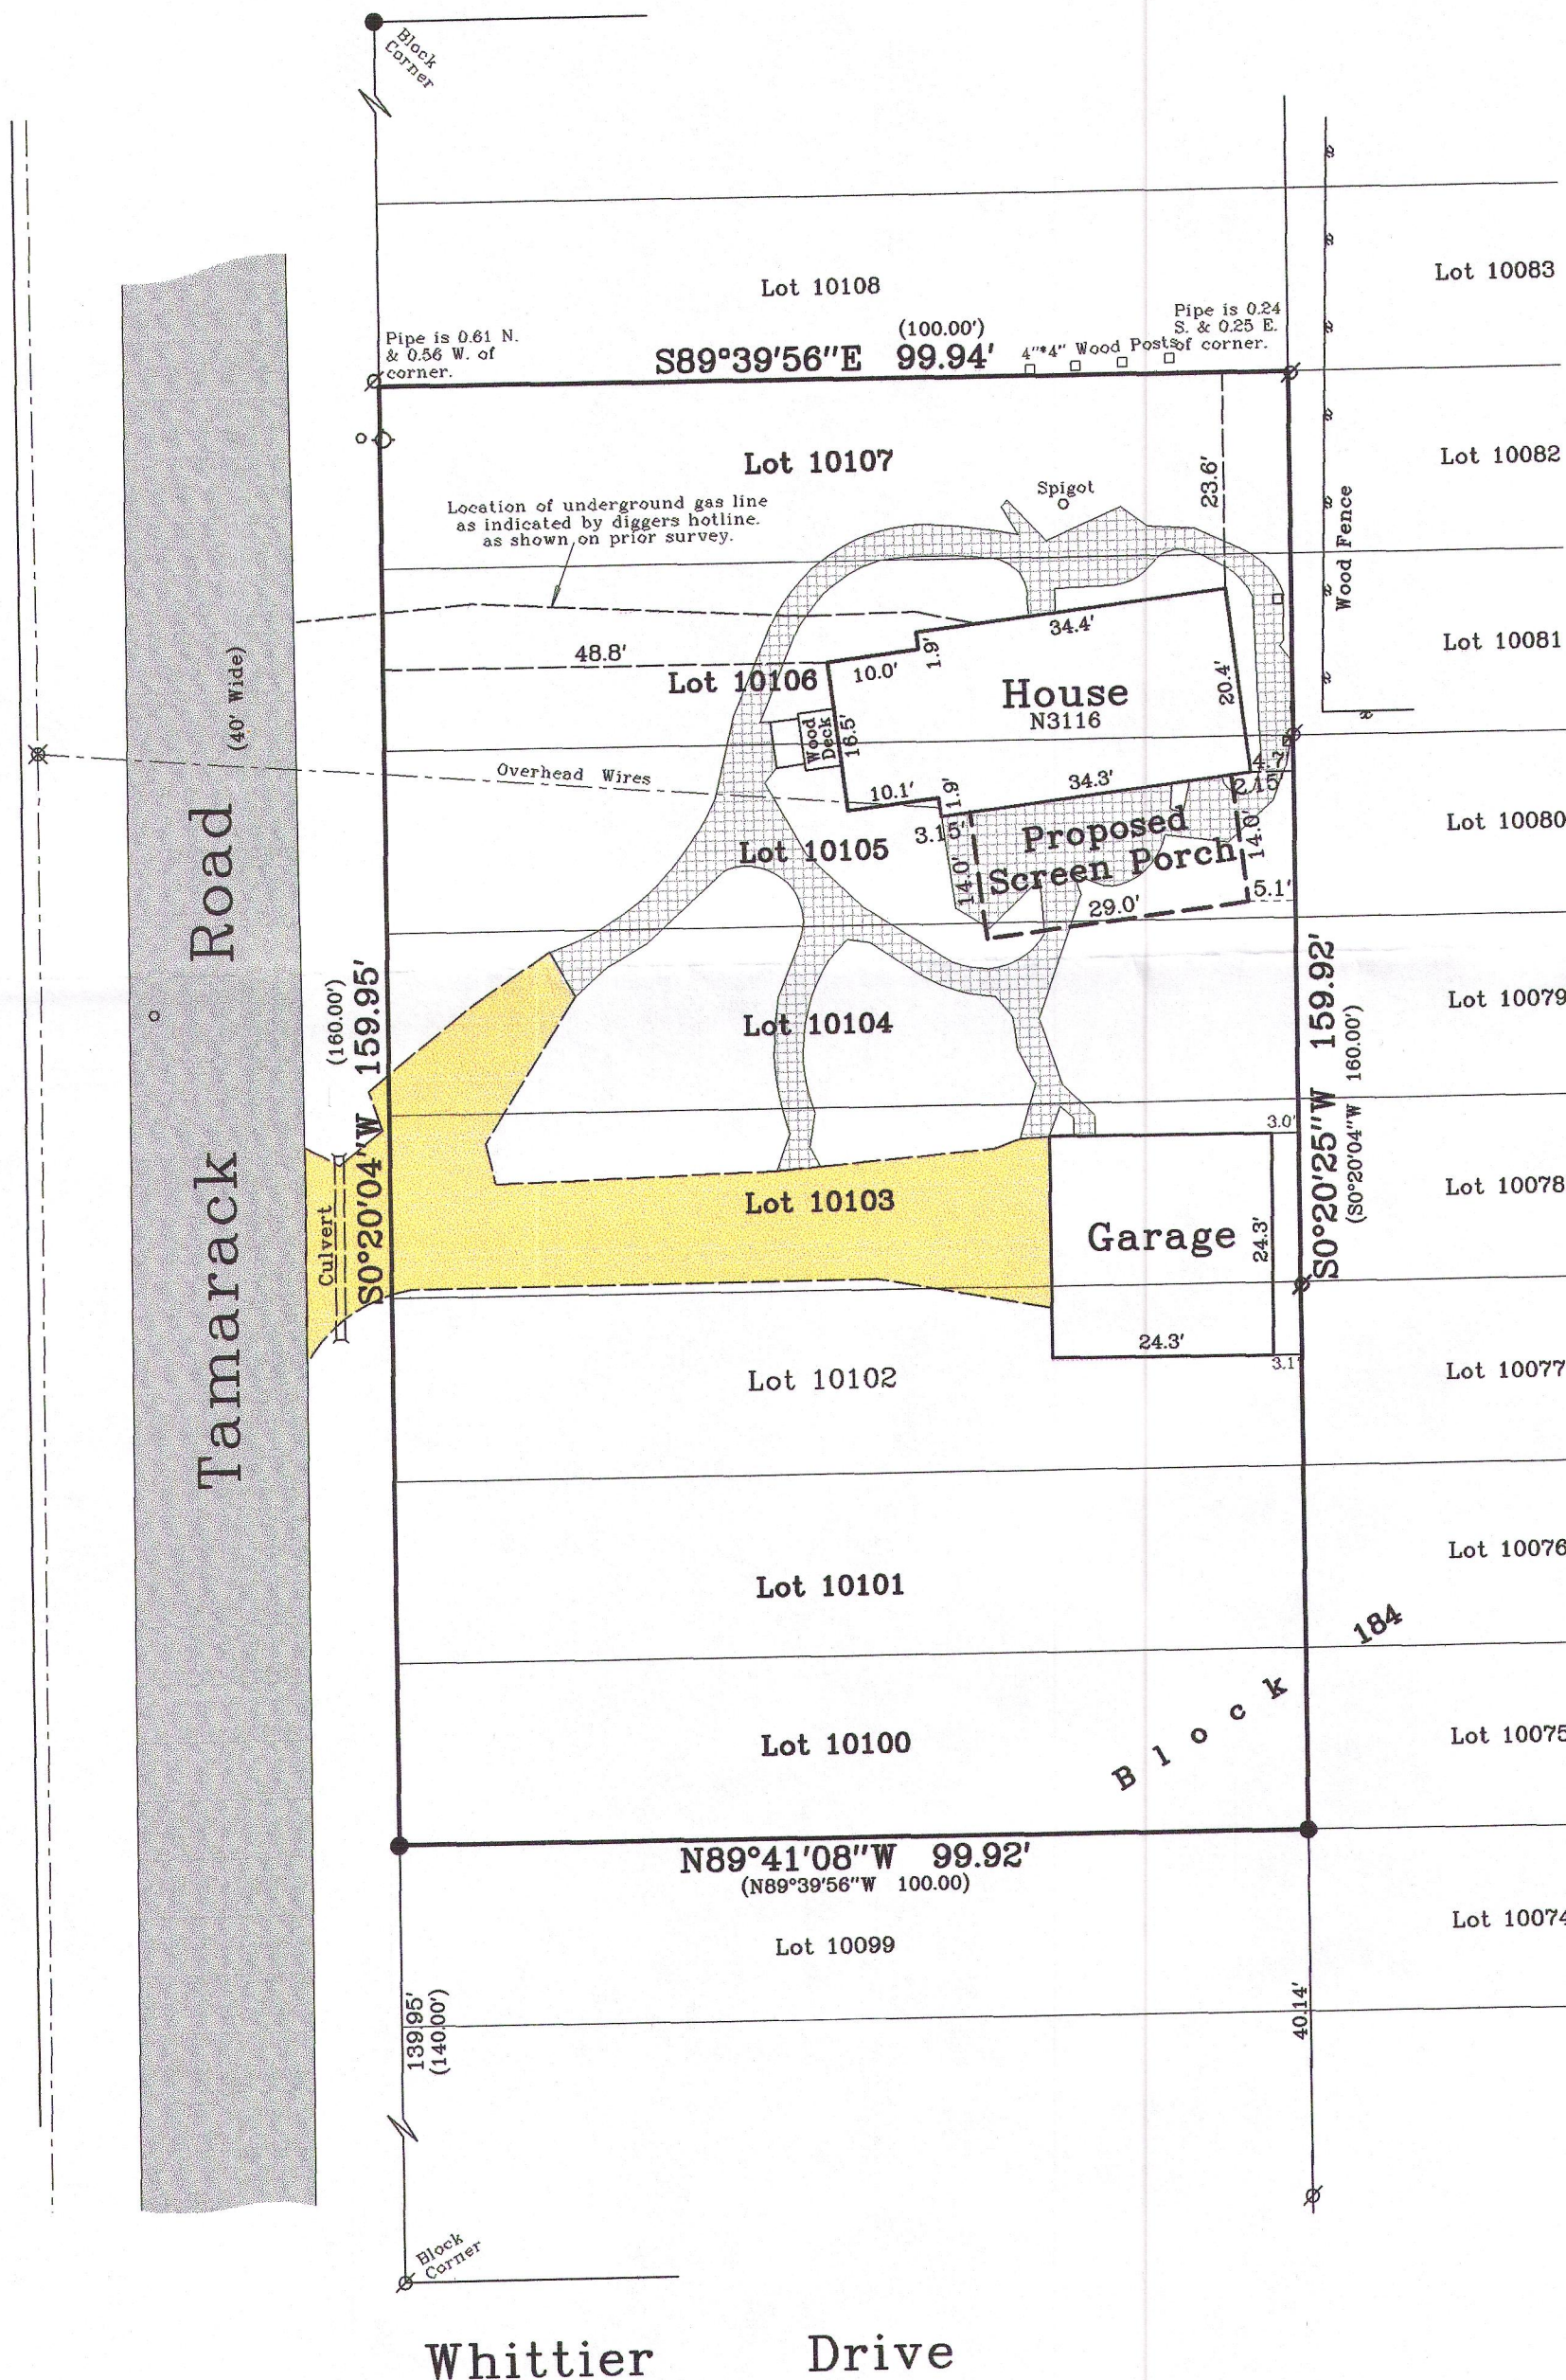 Block
Corner
Lot 10108
Lot 10083
Pipe is 0.61 N.
& 0.56 W. of
corner.
(100.00')
S89°39'56"E 99.94'
4"*4" Wood Posts
Pipe is 0.24
S. & 0.25 E.
of corner.
Lot 10107
Lot 10082
Location of underground gas line
as indicated by diggers hotline.
as shown on prior survey.
Spigot
23.6'
Wood Fence
Lot 10081
48.8'
Lot 10106
10.0'
1.9'
34.4'
House
N3116
20.4'
Wood
Deck
16.5'
Overhead Wires
10.1'
1.9'
34.3'
4.7'
2.15'
3.15'
Lot 10105
Proposed
Screen Porch
14.0'
14.0'
29.0'
5.1'
Lot 10080
Tamarack Road
(40' Wide)
(160.00')
S0°20'04"W 159.95'
Lot 10104
Lot 10079
S0°20'25"W 159.92'
(S0°20'04"W 160.00')
Culvert
Lot 10103
Garage
3.0'
24.3'
24.3'
3.1'
Lot 10078
Lot 10102
Lot 10077
Lot 10101
Lot 10076
Block 184
Lot 10100
Lot 10075
N89°41'08"W 99.92'
(N89°39'56"W 100.00)
Lot 10099
Lot 10074
139.95'
(140.00')
40.14'
Block
Corner
Whittier Drive